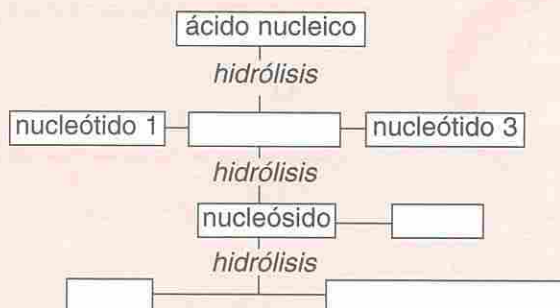 ácido nucleico
hidrólisis
nucleótido 1
nucleótido 3
hidrólisis
nucleósido
hidrólisis